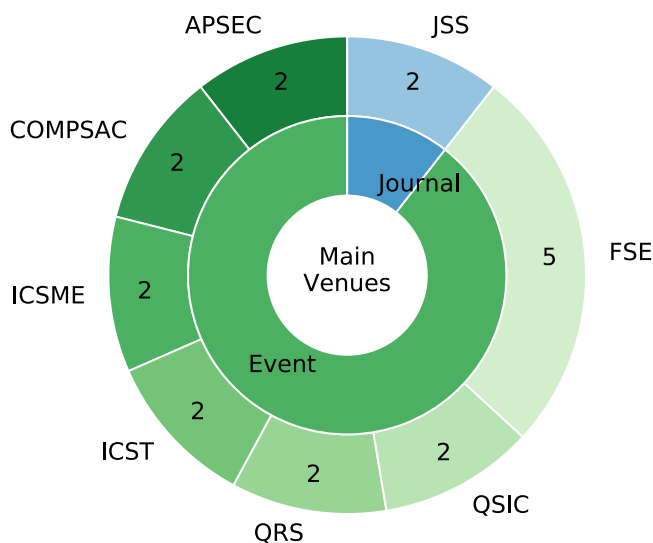 APSEC
JSS
2
2
COMPSAC
2
Journal
Main
Venues
5
FSE
ICSME
2
Event
ICST
2
2
QRS
2
QSIC